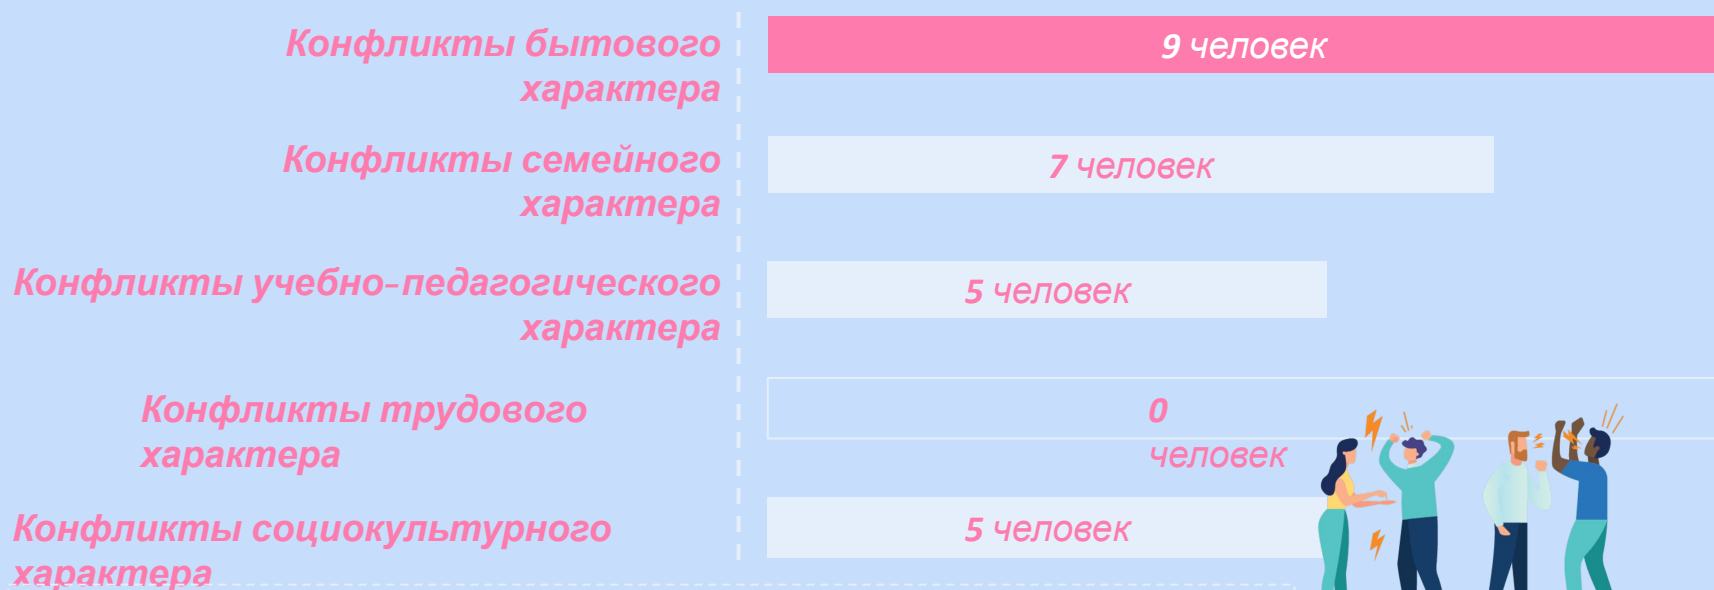 Конфликты бытового
характера
9 человек
Конфликты семейного
характера
7 человек
Конфликты учебно-педагогического
характера
5 человек
Конфликты трудового
характера
0
человек
Конфликты социокультурного
характера
5 человек